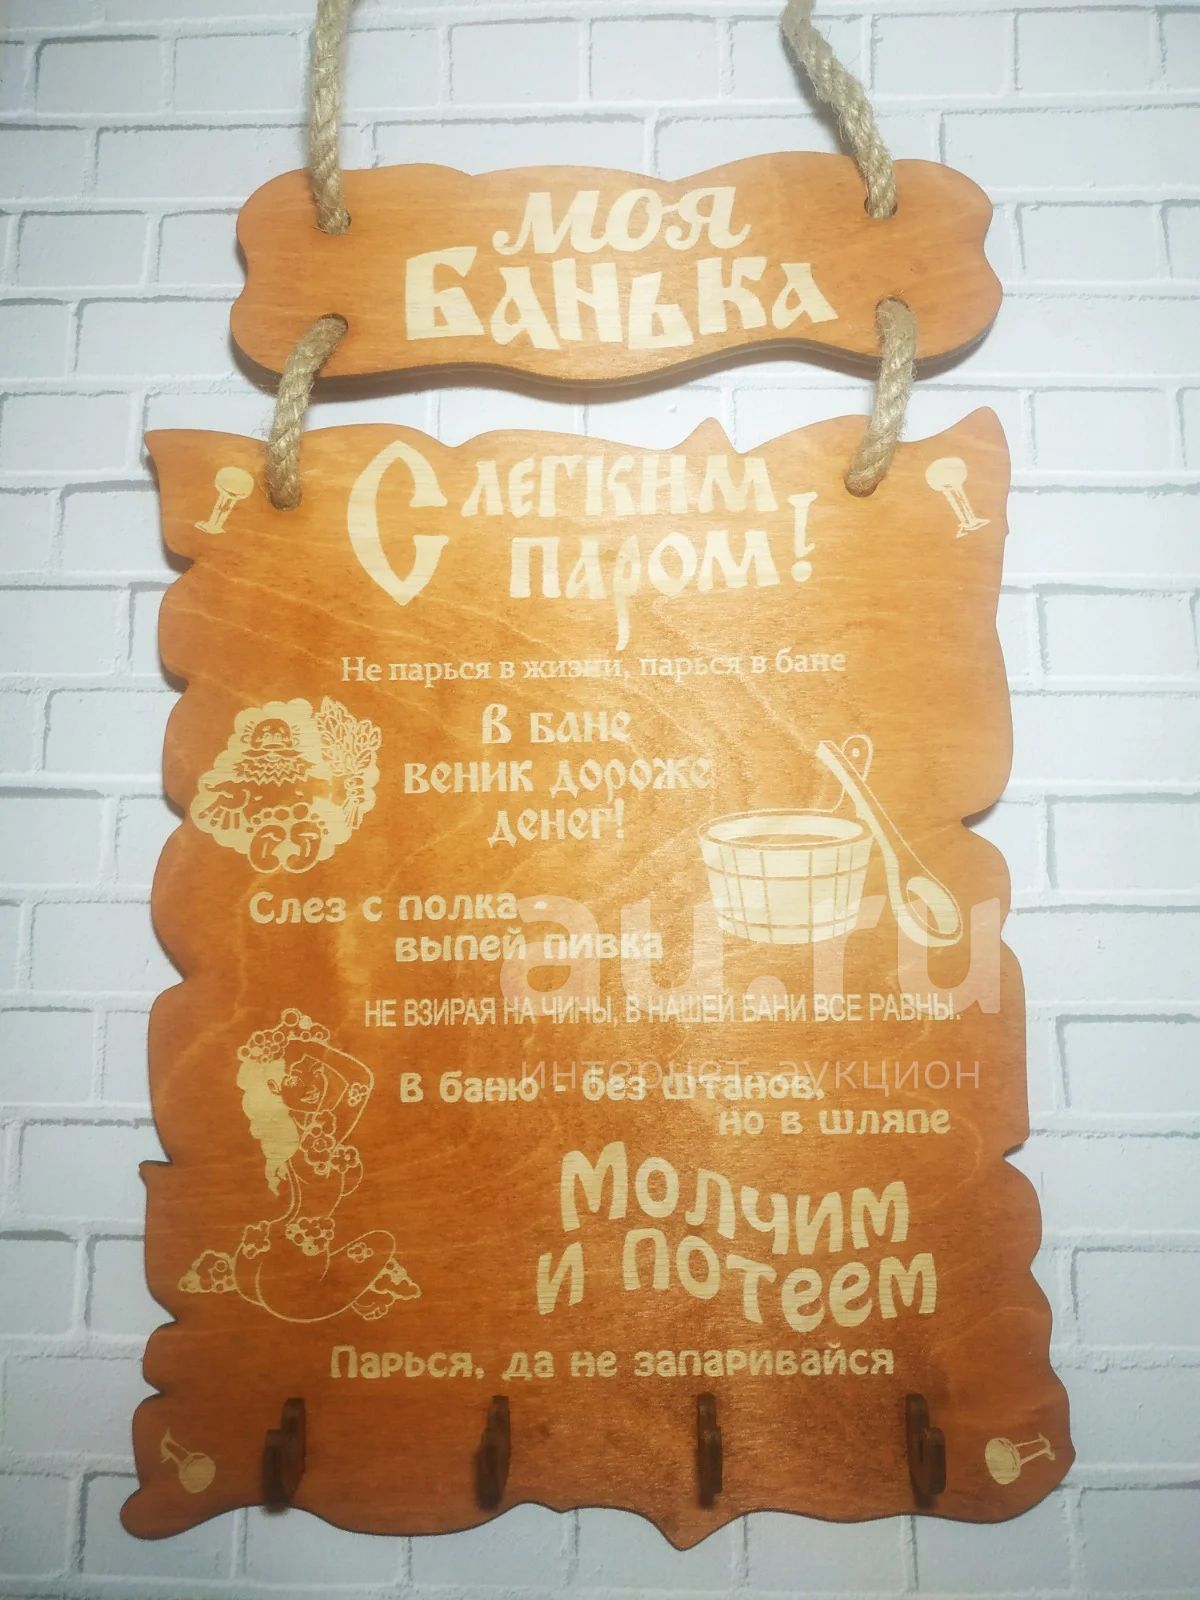 моя
Банька
С легким
паром!
Не парься в жизни, парься в бане
В бане
веник дороже
денег!
Слез с полка -
выпей пивка
НЕ ВЗИРАЯ НА ЧИНЫ, В НАШЕЙ БАНИ ВСЕ РАВНЫ.
В баню - без штанов,
но в шляпе
Молчим
и потеем
Парься, да не запаривайся
au.ru
интернет-аукцион